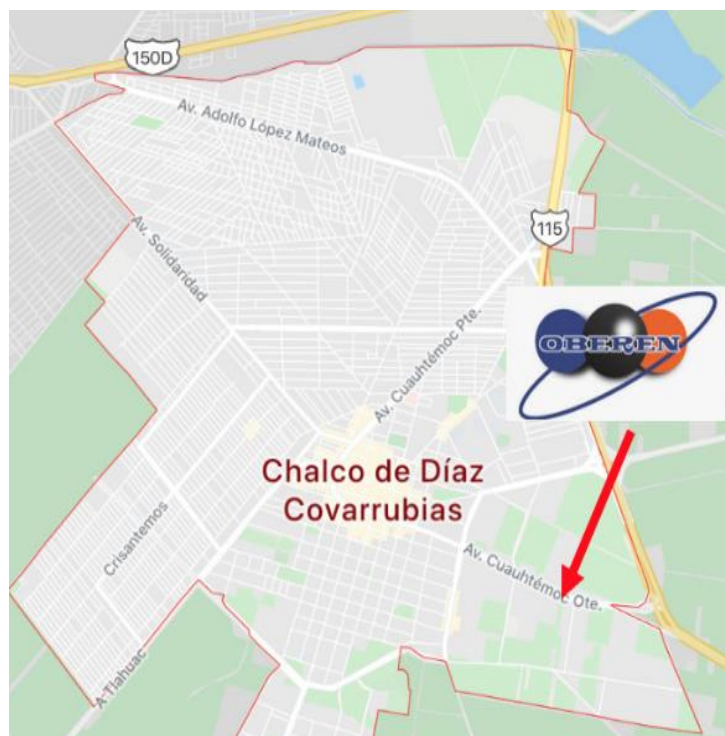 150D
Av. Adolfo López Mateos
Av. Solidaridad
115
Av. Cuauhtémoc Pte.
OBEREN
Chalco de Díaz
Covarrubias
Crisantemos
Av. Cuauhtémoc Ote.
A Tlahuac